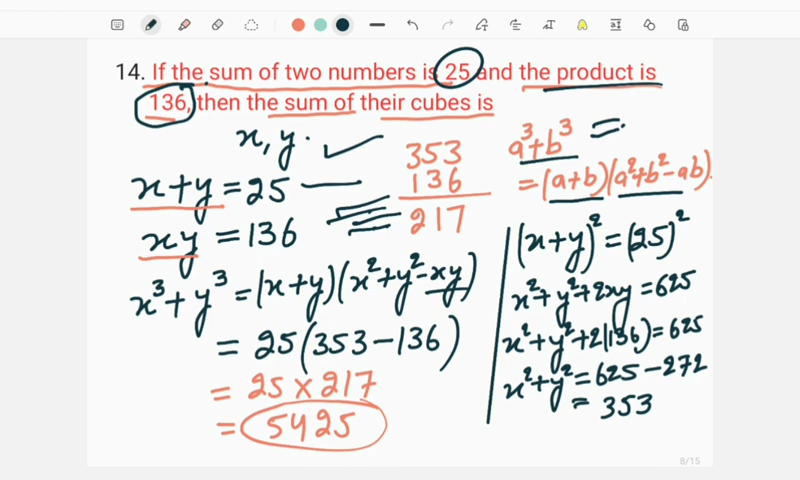 14. If the sum of two numbers is 25 and the product is
136, then the sum of their cubes is
x, y.
x+y = 25
xy = 136
353
136
217
a³+b³ =
= (a+b)(a²+b²-ab).
x³+y³ = (x+y)(x²+y²-xy)
= 25(353-136)
= 25×217
= 5425
(x+y)² = (25)²
x²+y²+2xy = 625
x²+y²+2(136) = 625
x²+y² = 625-272
= 353
8/15